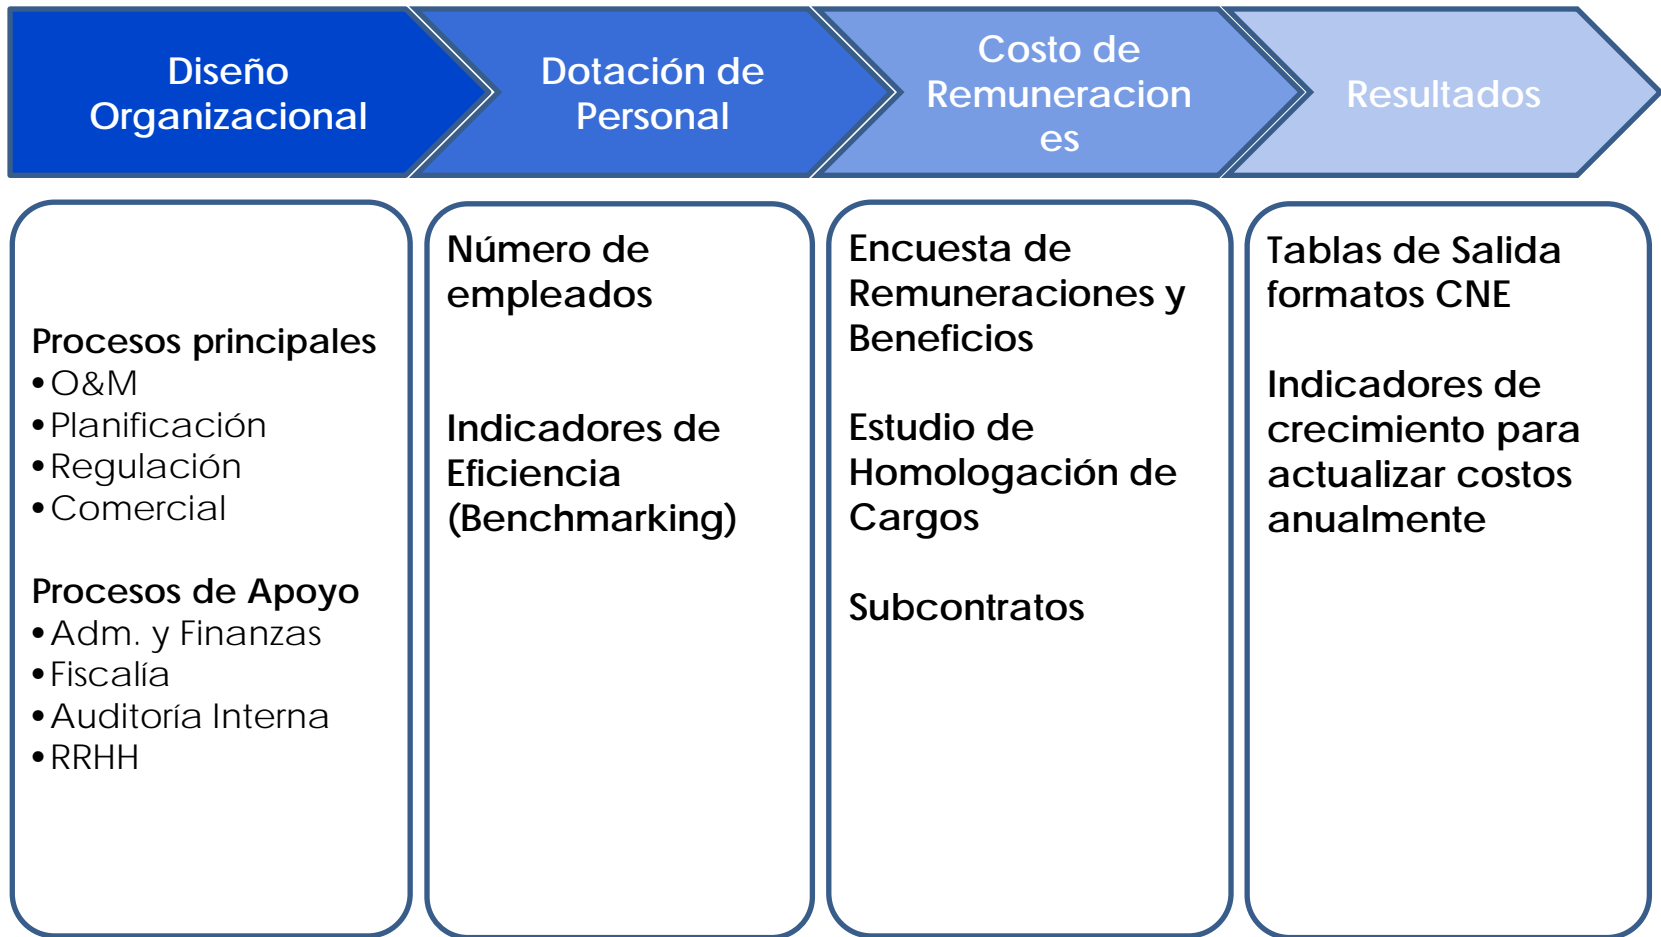 Diseño
Organizacional
Dotación de
Personal
Costo de
Remuneracion
es
Resultados
Procesos principales
•O&M
•Planificación
•Regulación
•Comercial
Procesos de Apoyo
•Adm. y Finanzas
•Fiscalía
•Auditoría Interna
•RRHH
Número de
empleados
Indicadores de
Eficiencia
(Benchmarking)
Encuesta de
Remuneraciones y
Beneficios
Estudio de
Homologación de
Cargos
Subcontratos
Tablas de Salida
formatos CNE
Indicadores de
crecimiento para
actualizar costos
anualmente